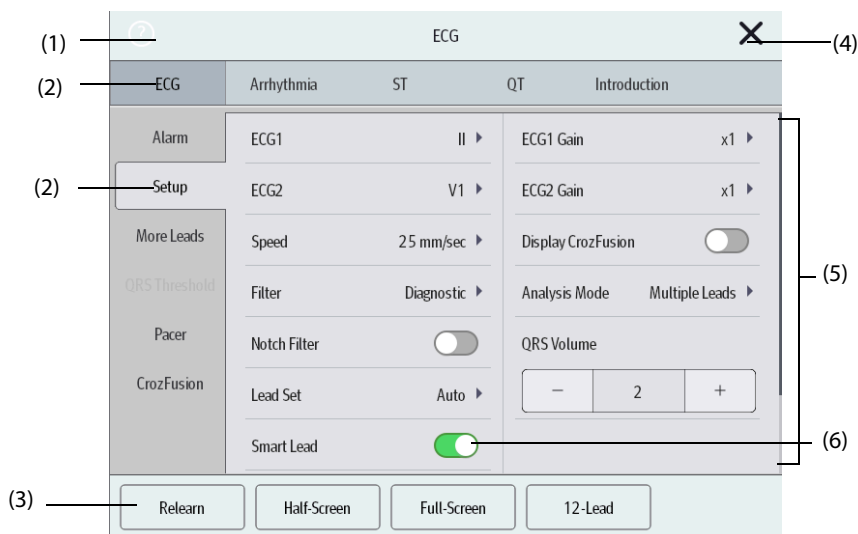 ? ECG
(1)
(4)
ECG Arrhythmia ST QT Introduction
(2)
Alarm ECG1 II ECG1 Gain x1
Setup ECG2 V1 ECG2 Gain x1
(2)
More Leads Speed 25 mm/sec Display CrozFusion
(5)
QRS Threshold Filter Diagnostic Analysis Mode Multiple Leads
Pacer Notch Filter QRS Volume
CrozFusion Lead Set Auto − 2 +
Smart Lead
(6)
(3)
Relearn Half-Screen Full-Screen 12-Lead